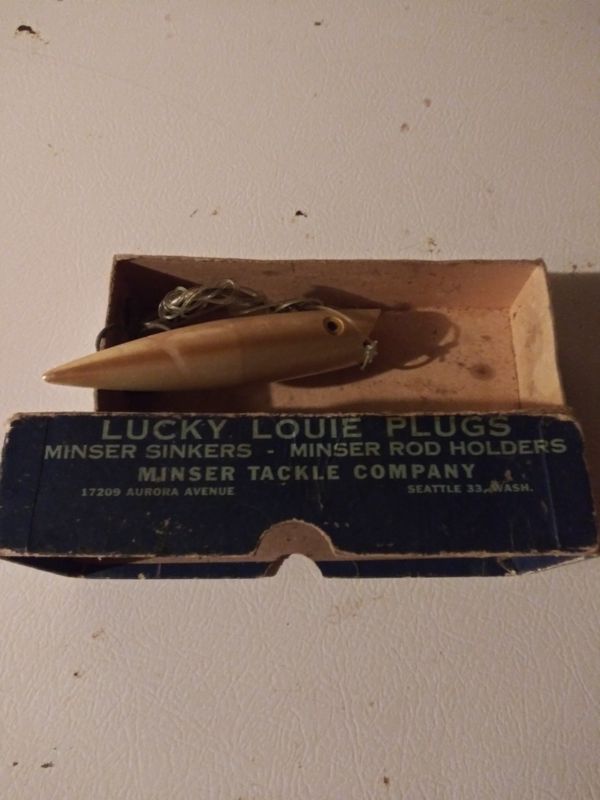 LUCKY LOUIE PLUGS
MINSER SINKERS - MINSER ROD HOLDERS
MINSER TACKLE COMPANY
17209 AURORA AVENUE SEATTLE 33, WASH.